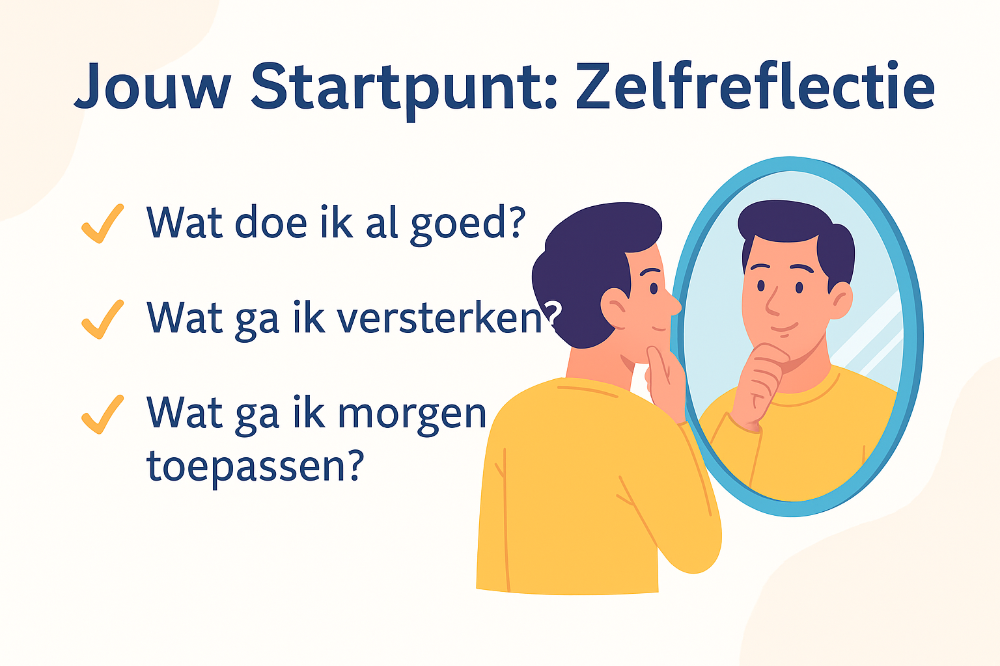 Jouw Startpunt: Zelfreflectie
Wat doe ik al goed?
Wat ga ik versterken?
Wat ga ik morgen
toepassen?